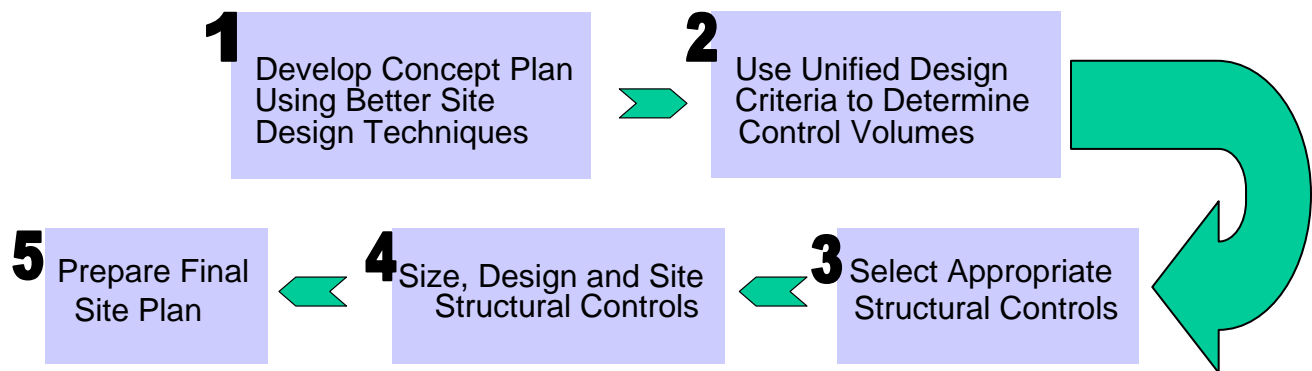 1
Develop Concept Plan
Using Better Site
Design Techniques
2
Use Unified Design
Criteria to Determine
Control Volumes
3
Select Appropriate
Structural Controls
4
Size, Design and Site
Structural Controls
5
Prepare Final
Site Plan